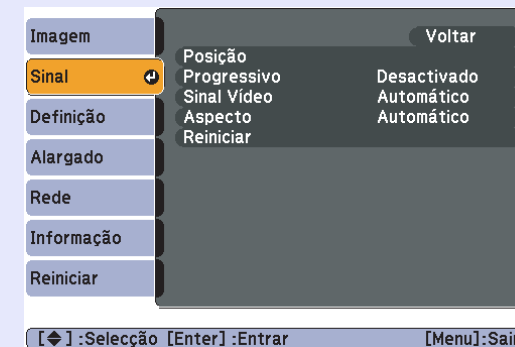 Imagem
Sinal
Definição
Alargado
Rede
Informação
Reiniciar
Voltar
Posição
Progressivo Desactivado
Sinal Vídeo Automático
Aspecto Automático
Reiniciar
[◆] :Selecção [Enter] :Entrar [Menu]:Sair